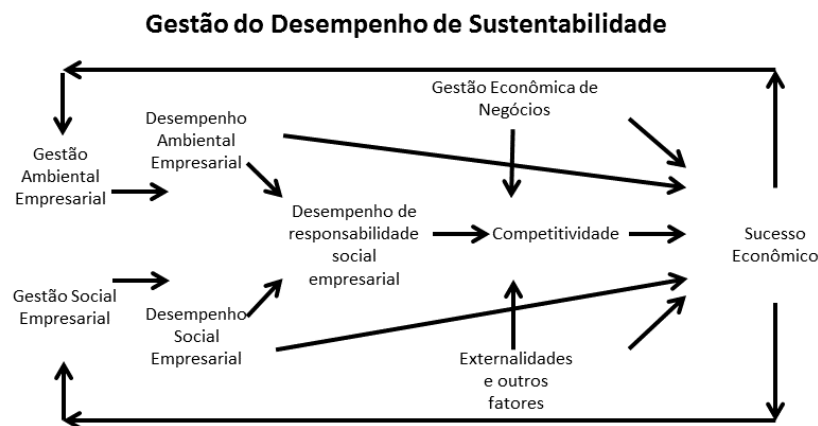 Gestão do Desempenho de Sustentabilidade
Gestão Econômica de
Negócios
Desempenho
Ambiental
Empresarial
Gestão
Ambiental
Empresarial
Desempenho de
responsabilidade
social
empresarial
Competitividade
Sucesso
Econômico
Gestão Social
Empresarial
Desempenho
Social
Empresarial
Externalidades
e outros
fatores